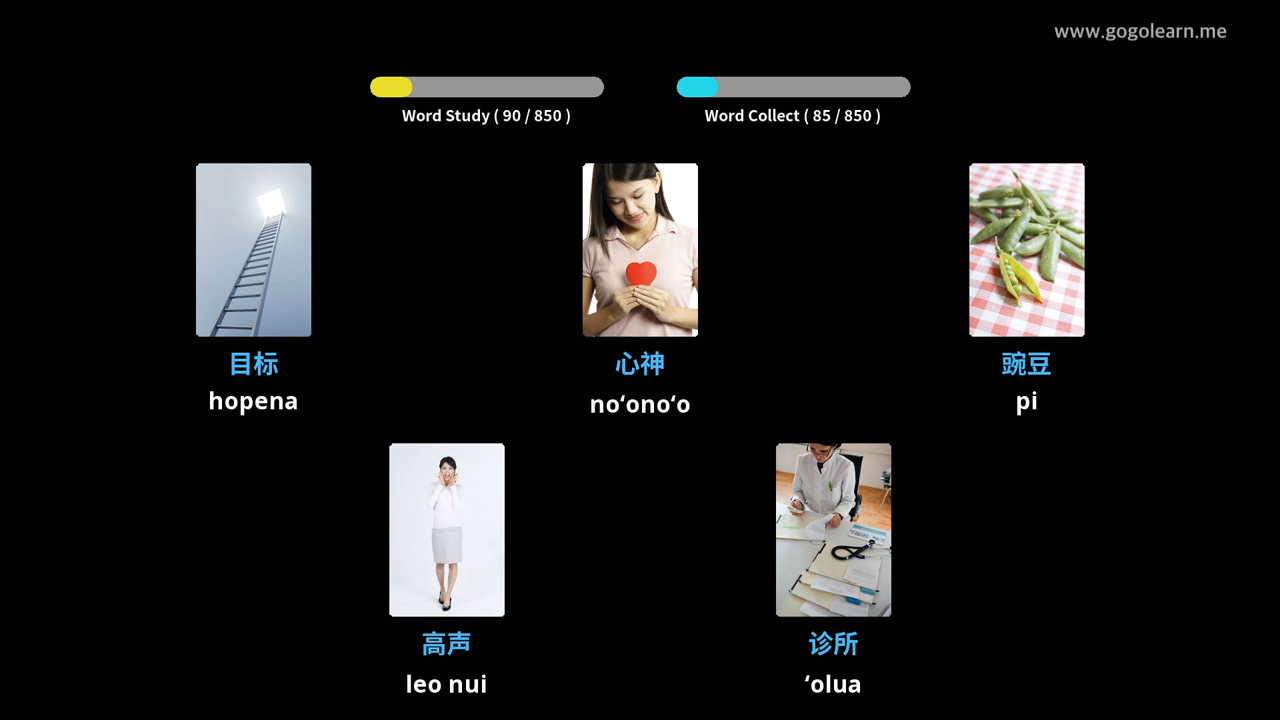 www.gogolearn.me
Word Study ( 90 / 850 )
Word Collect ( 85 / 850 )
目标
hopena
心神
noʻonoʻo
豌豆
pi
高声
leo nui
诊所
ʻolua